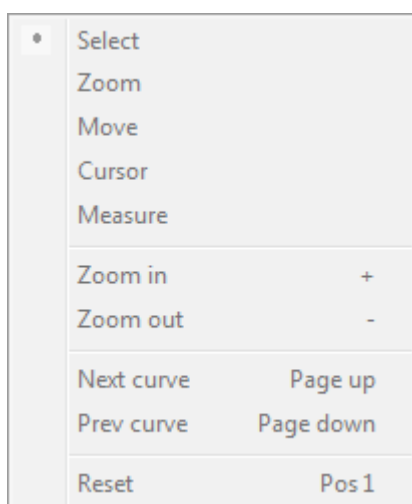 Select
Zoom
Move
Cursor
Measure
Zoom in +
Zoom out -
Next curve Page up
Prev curve Page down
Reset Pos 1